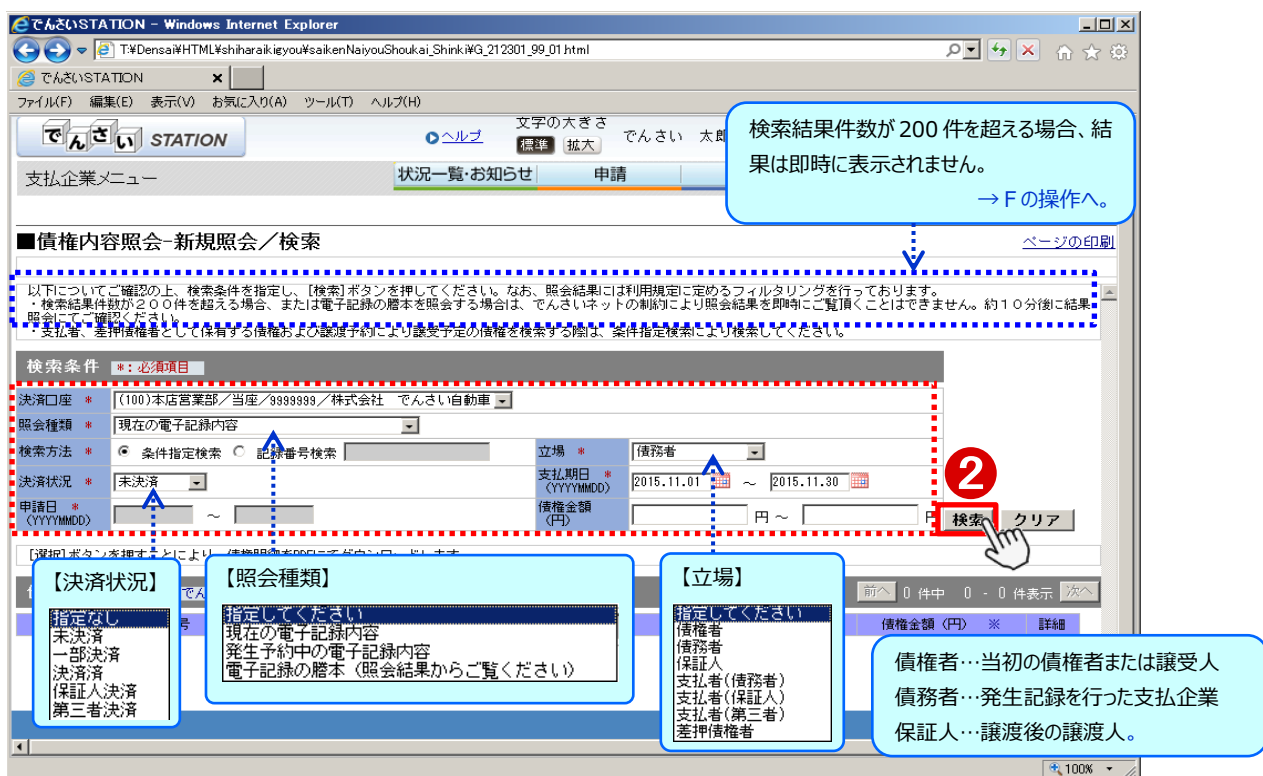 でんさいSTATION - Windows Internet Explorer
T:¥Densai¥HTML¥shiharaikigyou¥saikenNaiyouShoukai_Shinki¥G_212301_99_01.html
でんさいSTATION
ファイル(F) 編集(E) 表示(V) お気に入り(A) ツール(T) ヘルプ(H)
でんさい STATION
ヘルプ
文字の大きさ
標準 拡大
でんさい 太郎
検索結果件数が 200 件を超える場合、結
果は即時に表示されません。
→Fの操作へ。
支払企業メニュー
状況一覧・お知らせ 申請
■債権内容照会-新規照会／検索
ページの印刷
以下についてご確認の上、検索条件を指定し、[検索]ボタンを押してください。なお、照会結果には利用規定に定めるフィルタリングを行っております。
・検索結果件数が２００件を超える場合、または電子記録の謄本を照会する場合は、でんさいネットの制約により照会結果を即時にご覧頂くことはできません。約１０分後に結果
照会にてご確認ください。
・支払者、差押債権者として保有する債権および譲渡予約により譲受予定の債権を検索する際は、条件指定検索により検索してください。
検索条件 *：必須項目
決済口座 * (100)本店営業部／当座／9999999／株式会社 でんさい自動車
照会種類 * 現在の電子記録内容
検索方法 * 条件指定検索 記録番号検索 立場 * 債務者
決済状況 * 未決済 支払期日 * (YYYYMMDD) 2015.11.01 ～ 2015.11.30
申請日 * (YYYYMMDD) ～ 債権金額 (円) 円～ 円
2
検索 クリア
[選択]ボタンを押すことにより、債権明細をPDFにてダウンロードします
前へ 0 件中 0 - 0 件表示 次へ
でん
号
債権金額（円） ※ 詳細
【決済状況】
指定なし
未決済
一部決済
決済済
保証人決済
第三者決済
【照会種類】
指定してください
現在の電子記録内容
発生予約中の電子記録内容
電子記録の謄本（照会結果からご覧ください）
【立場】
指定してください
債権者
債務者
保証人
支払者(債務者)
支払者(保証人)
支払者(第三者)
差押債権者
債権者…当初の債権者または譲受人
債務者…発生記録を行った支払企業
保証人…譲渡後の譲渡人。
100%